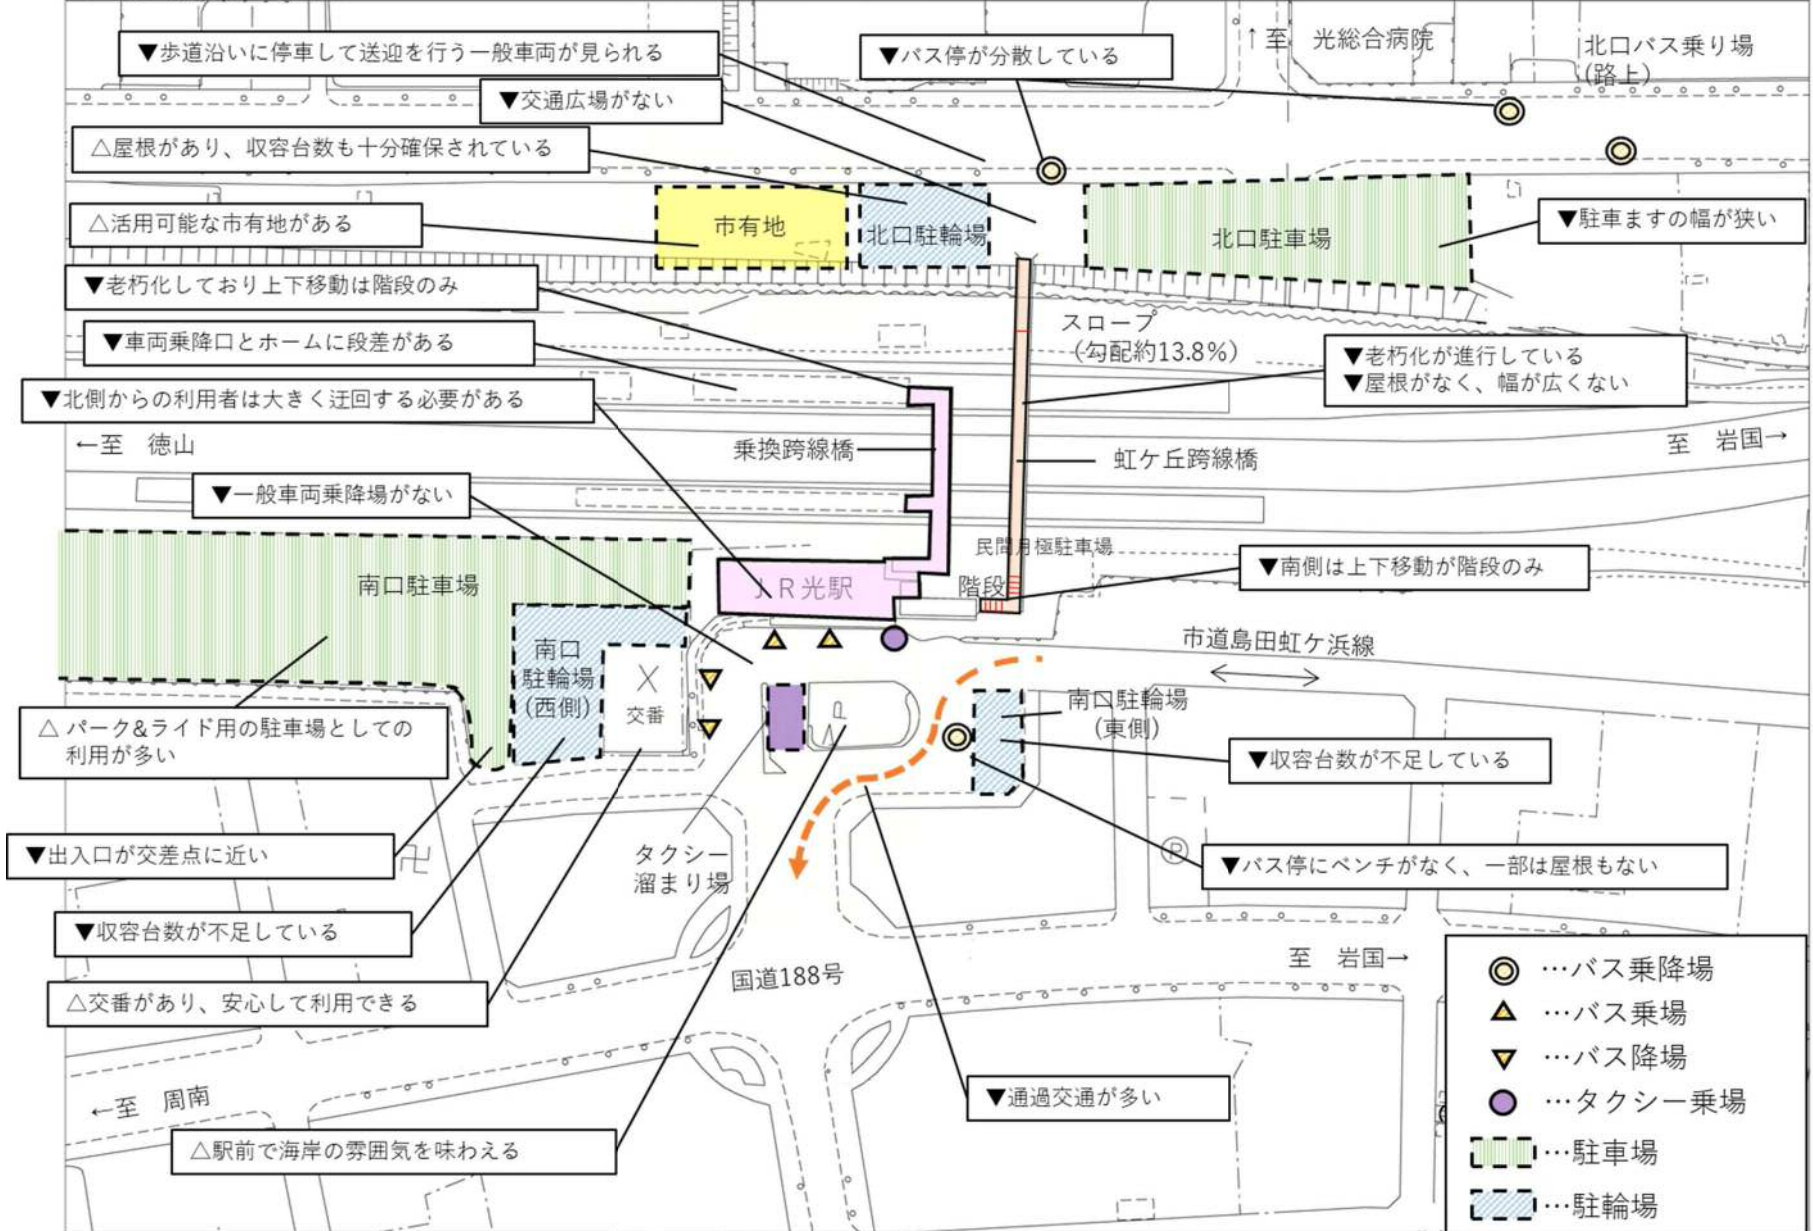 ▼歩道沿いに停車して送迎を行う一般車両が見られる
▼バス停が分散している
↑至 光総合病院
北口バス乗り場
(路上)
▼交通広場がない
△屋根があり、収容台数も十分確保されている
△活用可能な市有地がある
市有地
北口駐輪場
北口駐車場
▼駐車ますの幅が狭い
▼老朽化しており上下移動は階段のみ
スロープ
(勾配約13.8%)
▼車両乗降口とホームに段差がある
▼老朽化が進行している
▼屋根がなく、幅が広くない
▼北側からの利用者は大きく迂回する必要がある
←至 徳山
乗換跨線橋
虹ケ丘跨線橋
至 岩国→
▼一般車両乗降場がない
民間月極駐車場
▼南側は上下移動が階段のみ
南口駐車場
JR光駅
階段
市道島田虹ケ浜線
南口
駐輪場
(西側)
交番
南口駐輪場
(東側)
△ パーク&ライド用の駐車場としての
利用が多い
▼収容台数が不足している
▼出入口が交差点に近い
タクシー
溜まり場
P
▼バス停にベンチがなく、一部は屋根もない
▼収容台数が不足している
国道188号
至 岩国→
△交番があり、安心して利用できる
←至 周南
▼通過交通が多い
△駅前で海岸の雰囲気を味わえる
…バス乗降場
…バス乗場
…バス降場
…タクシー乗場
…駐車場
…駐輪場